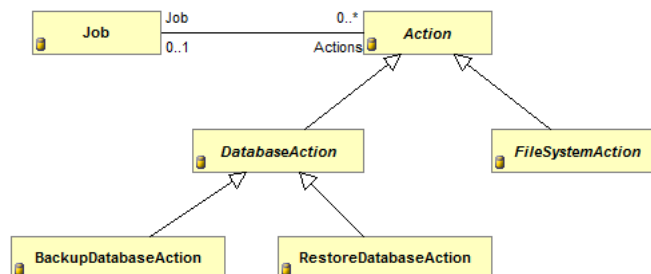 Job
Job
0..*
0..1
Actions
Action
DatabaseAction
FileSystemAction
BackupDatabaseAction
RestoreDatabaseAction